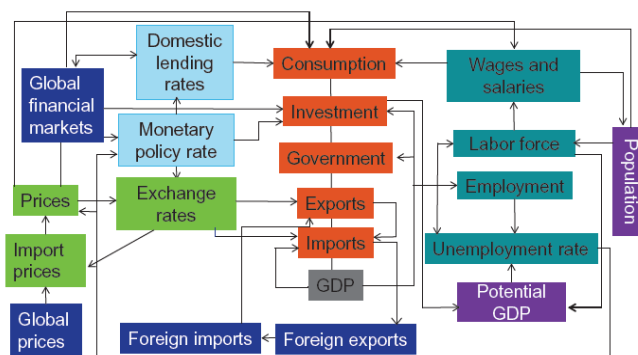 Domestic
lending
rates
Consumption
Wages and
salaries
Global
financial
markets
Investment
Monetary
policy rate
Labor force
Government
Population
Prices
Exchange
rates
Exports
Employment
Imports
Unemployment rate
Import
prices
GDP
Potential
GDP
Global
prices
Foreign imports
Foreign exports